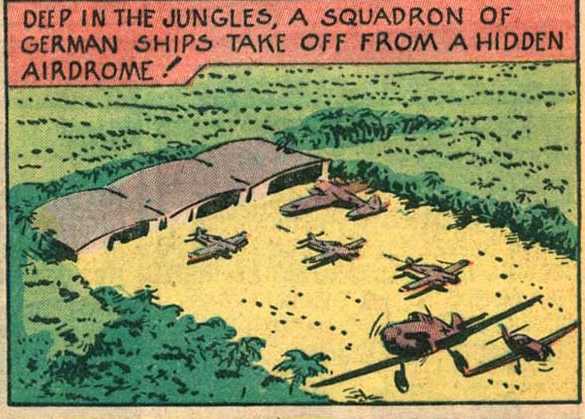 DEEP IN THE JUNGLES, A SQUADRON OF
GERMAN SHIPS TAKE OFF FROM A HIDDEN
AIRDROME!